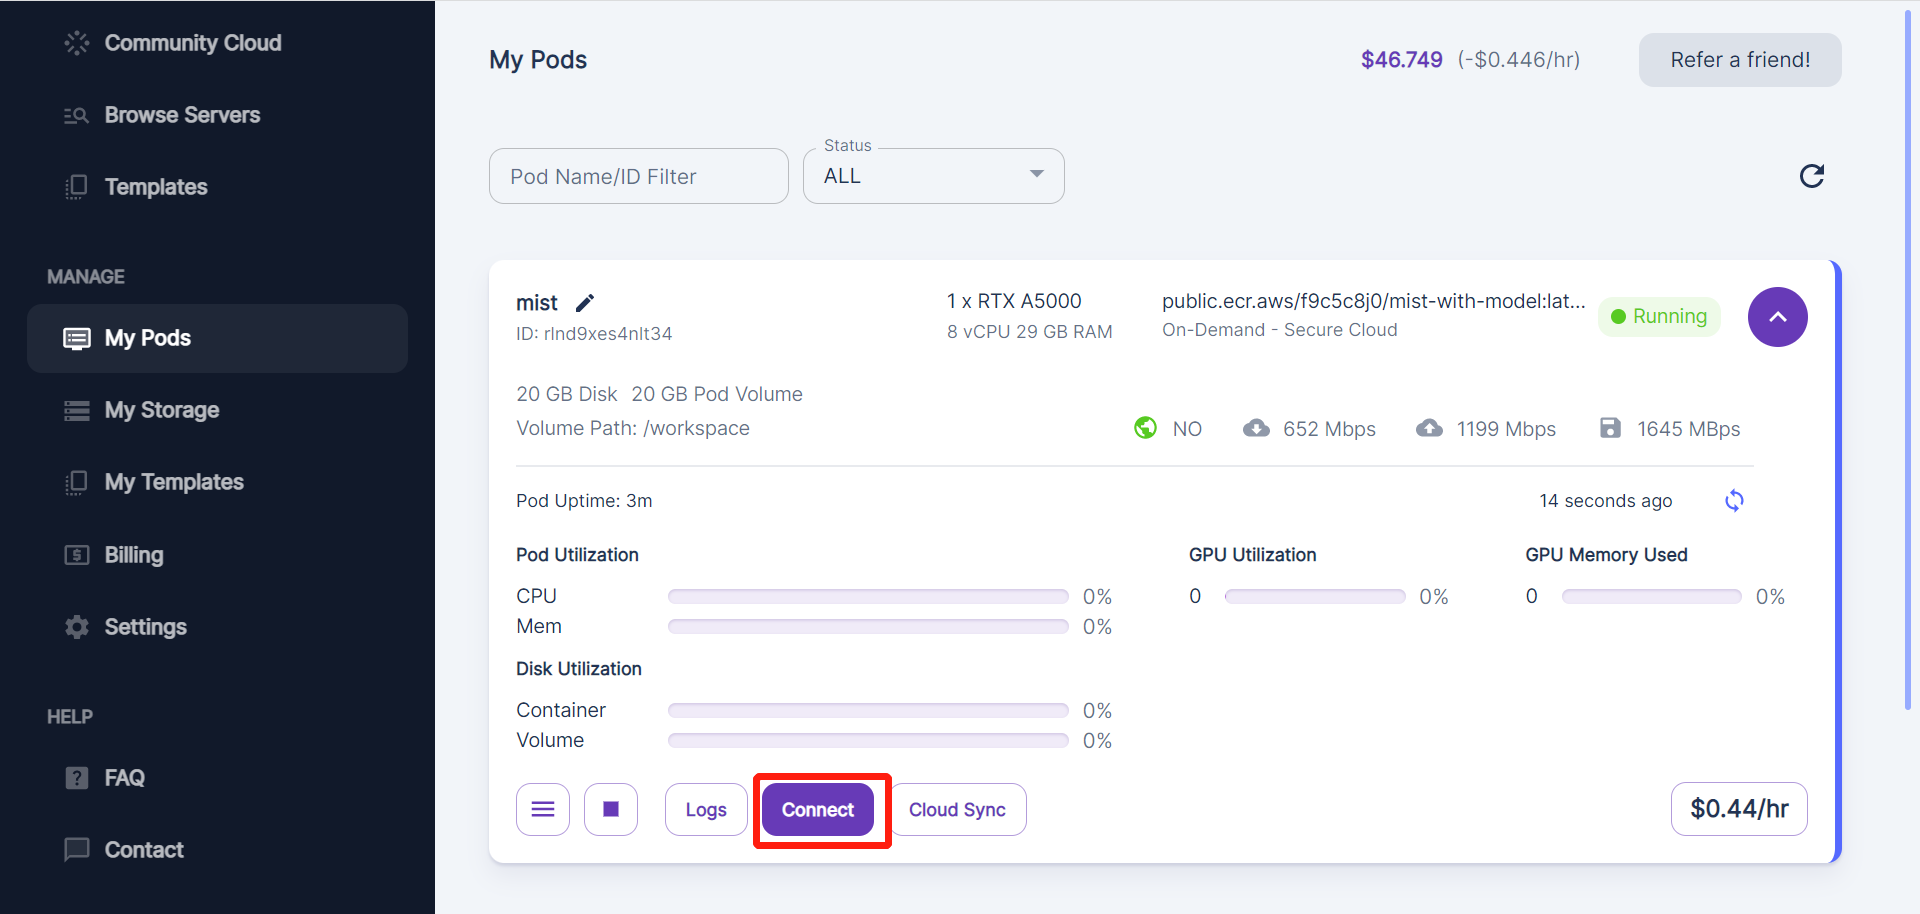 Community Cloud
Browse Servers
Templates
MANAGE
My Pods
My Storage
My Templates
Billing
Settings
HELP
FAQ
Contact
My Pods
$46.749 (-$0.446/hr)
Refer a friend!
Pod Name/ID Filter
Status
ALL
mist
ID: rlnd9xes4nlt34
1 x RTX A5000
8 vCPU 29 GB RAM
public.ecr.aws/f9c5c8j0/mist-with-model:lat...
On-Demand - Secure Cloud
Running
20 GB Disk 20 GB Pod Volume
Volume Path: /workspace
NO
652 Mbps
1199 Mbps
1645 MBps
Pod Uptime: 3m
14 seconds ago
Pod Utilization
CPU 0%
Mem 0%
GPU Utilization
0 0%
GPU Memory Used
0 0%
Disk Utilization
Container 0%
Volume 0%
Logs
Connect
Cloud Sync
$0.44/hr